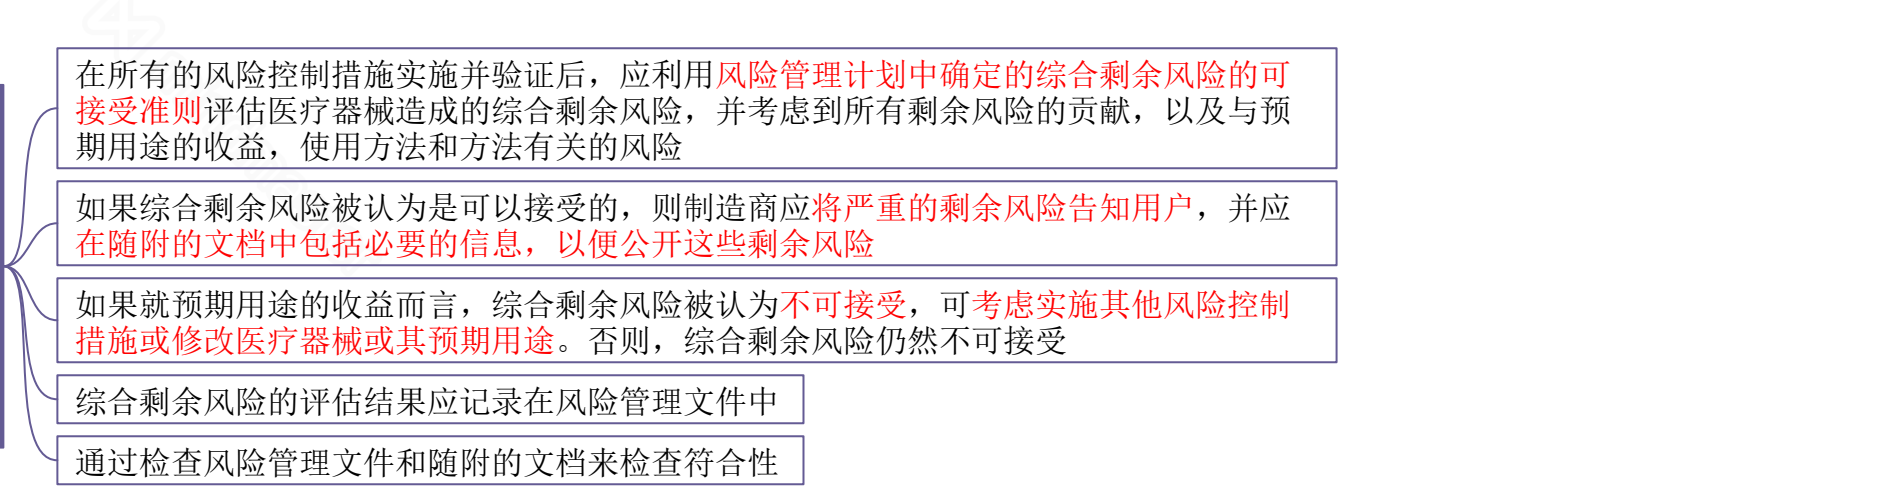 在所有的风险控制措施实施并验证后，应利用风险管理计划中确定的综合剩余风险的可
接受准则评估医疗器械造成的综合剩余风险，并考虑到所有剩余风险的贡献，以及与预
期用途的收益，使用方法和方法有关的风险
如果综合剩余风险被认为是可以接受的，则制造商应将严重的剩余风险告知用户，并应
在随附的文档中包括必要的信息，以便公开这些剩余风险
如果就预期用途的收益而言，综合剩余风险被认为不可接受，可考虑实施其他风险控制
措施或修改医疗器械或其预期用途。否则，综合剩余风险仍然不可接受
综合剩余风险的评估结果应记录在风险管理文件中
通过检查风险管理文件和随附的文档来检查符合性